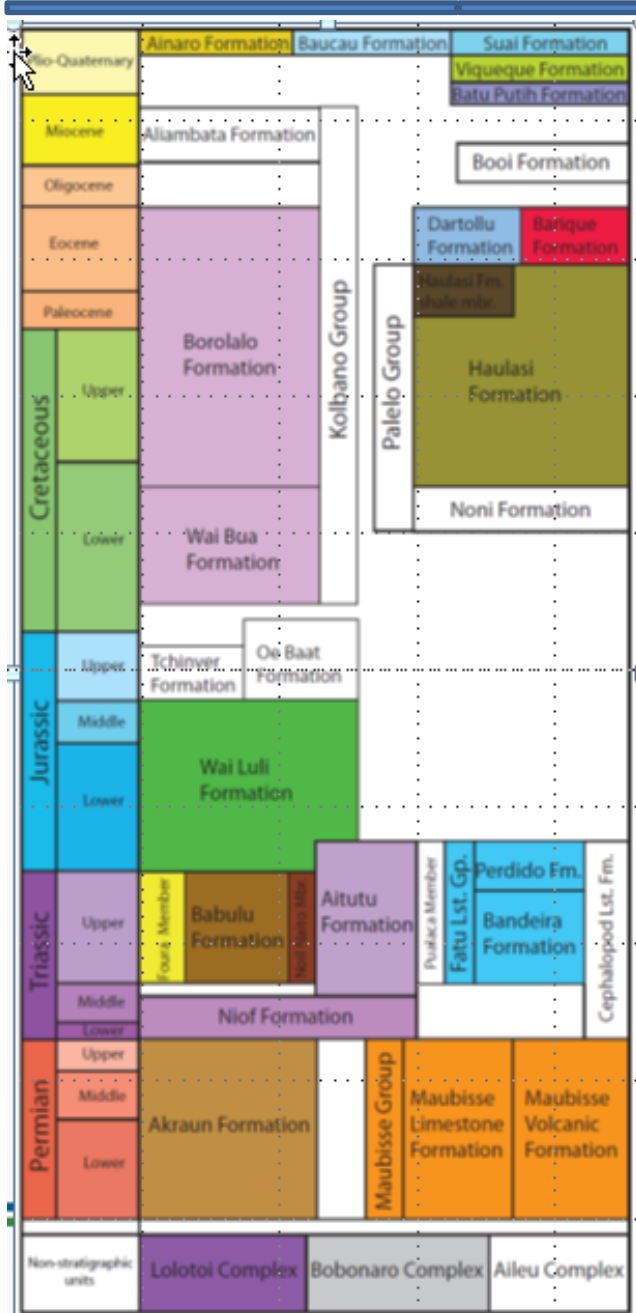 Plio-Quaternary
Ainaro Formation
Baucau Formation
Suai Formation
Viqueque Formation
Batu Putih Formation
Miocene
Aliambata Formation
Booi Formation
Oligocene
Eocene
Dartollu
Formation
Barique
Formation
Paleocene
Haulasi Fm.
shale mbr.
Borolalo
Formation
Kolbano Group
Palelo Group
Haulasi
Formation
Cretaceous
Upper
Lower
Noni Formation
Wai Bua
Formation
Jurassic
Upper
Middle
Lower
Tchinver
Formation
Oe Baat
Formation
Wai Luli
Formation
Triassic
Upper
Middle
Lower
Member
Babulu
Formation
Mbr.
Aitutu
Formation
Pualaca Member
Fatu Lst. Gp.
Perdido Fm.
Bandeira
Formation
Cephalopod Lst. Fm.
Niof Formation
Permian
Upper
Middle
Lower
Akraun Formation
Maubisse Group
Maubisse
Limestone
Formation
Maubisse
Volcanic
Formation
Non-stratigraphic
units
Lolotoi Complex
Bobonaro Complex
Aileu Complex